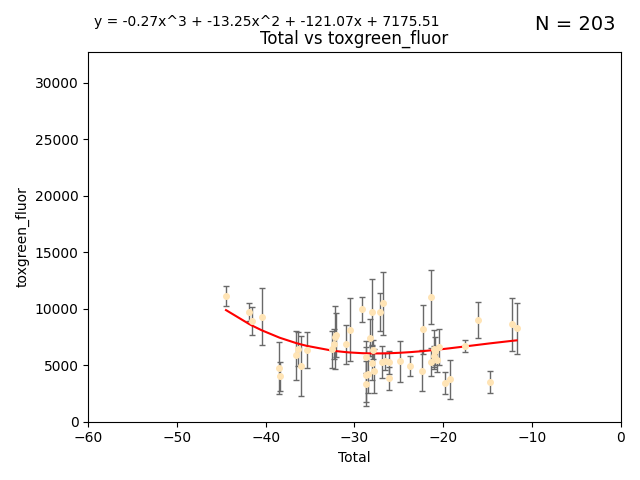 y = -0.27x^3 + -13.25x^2 + -121.07x + 7175.51
N = 203
Total vs toxgreen_fluor
toxgreen_fluor
30000
25000
20000
15000
10000
5000
0
−60
−50
−40
−30
−20
−10
0
Total